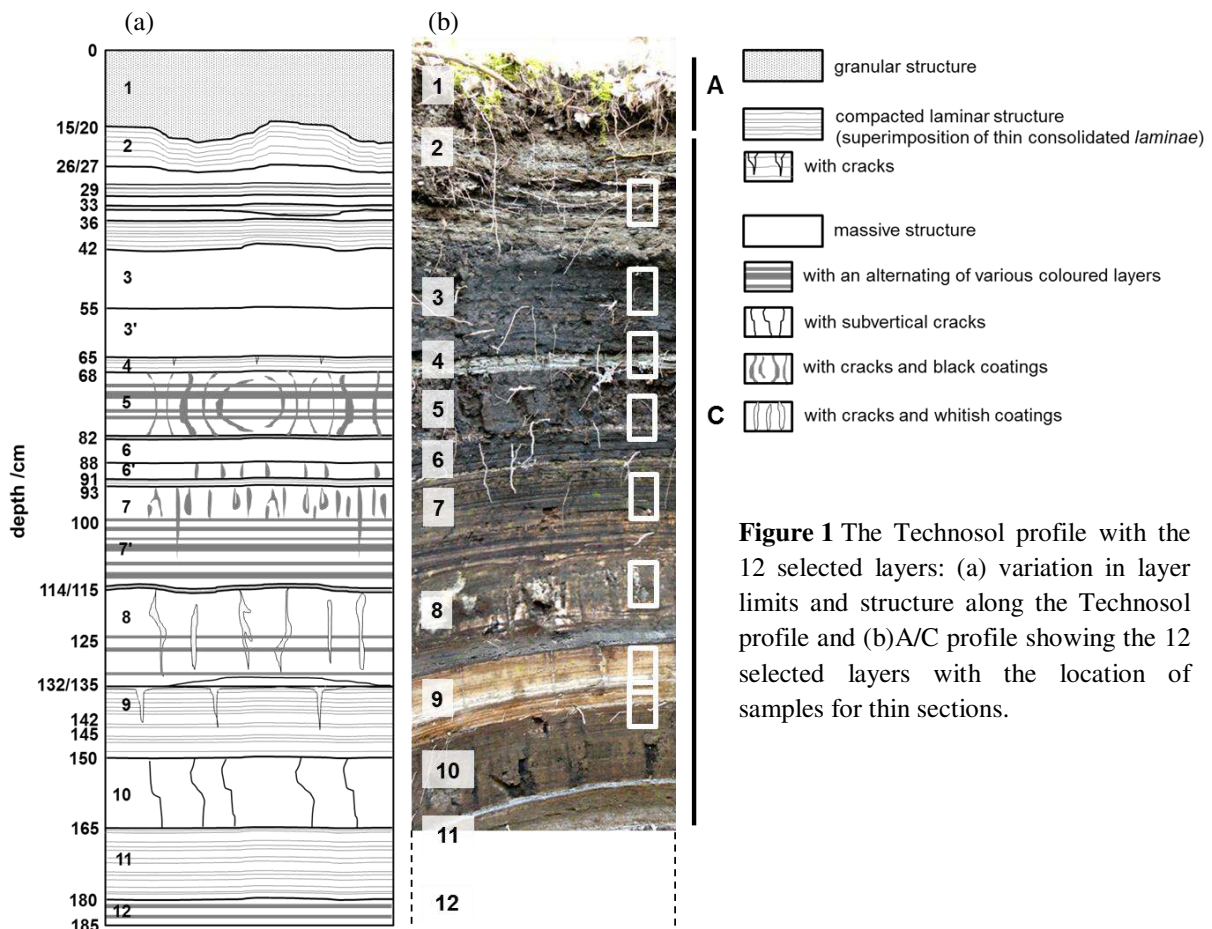 (a)
(b)
depth /cm
0
15/20
26/27
29
33
36
42
55
65
68
82
88
91
93
100
114/115
125
132/135
142
145
150
165
180
185
1
2
3
3'
4
5
6
6'
7
7'
8
9
10
11
12
1
2
3
4
5
6
7
8
9
10
11
12
A
C
granular structure
compacted laminar structure
(superimposition of thin consolidated laminae)
with cracks
massive structure
with an alternating of various coloured layers
with subvertical cracks
with cracks and black coatings
with cracks and whitish coatings
Figure 1 The Technosol profile with the
12 selected layers: (a) variation in layer
limits and structure along the Technosol
profile and (b)A/C profile showing the 12
selected layers with the location of
samples for thin sections.